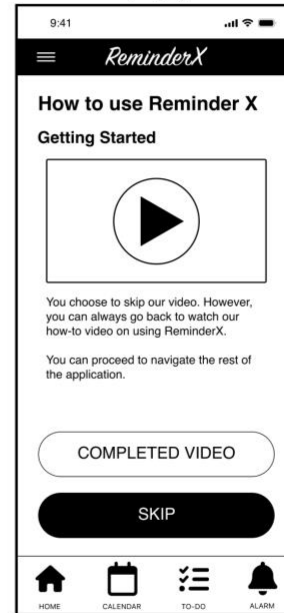 9:41
ReminderX
How to use Reminder X
Getting Started
You choose to skip our video. However,
you can always go back to watch our
how-to video on using ReminderX.
You can proceed to navigate the rest of
the application.
COMPLETED VIDEO
SKIP
HOME CALENDAR TO-DO ALARM